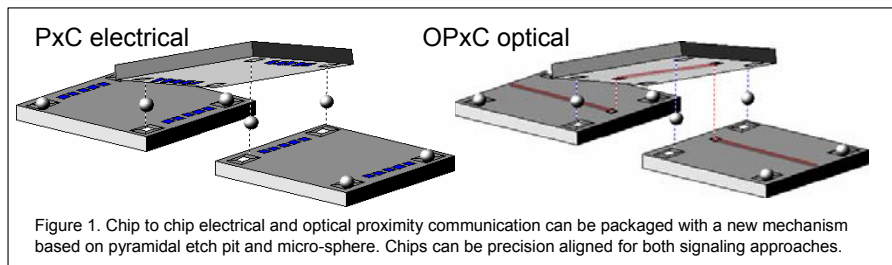 PxC electrical
OPxC optical
Figure 1. Chip to chip electrical and optical proximity communication can be packaged with a new mechanism
based on pyramidal etch pit and micro-sphere. Chips can be precision aligned for both signaling approaches.